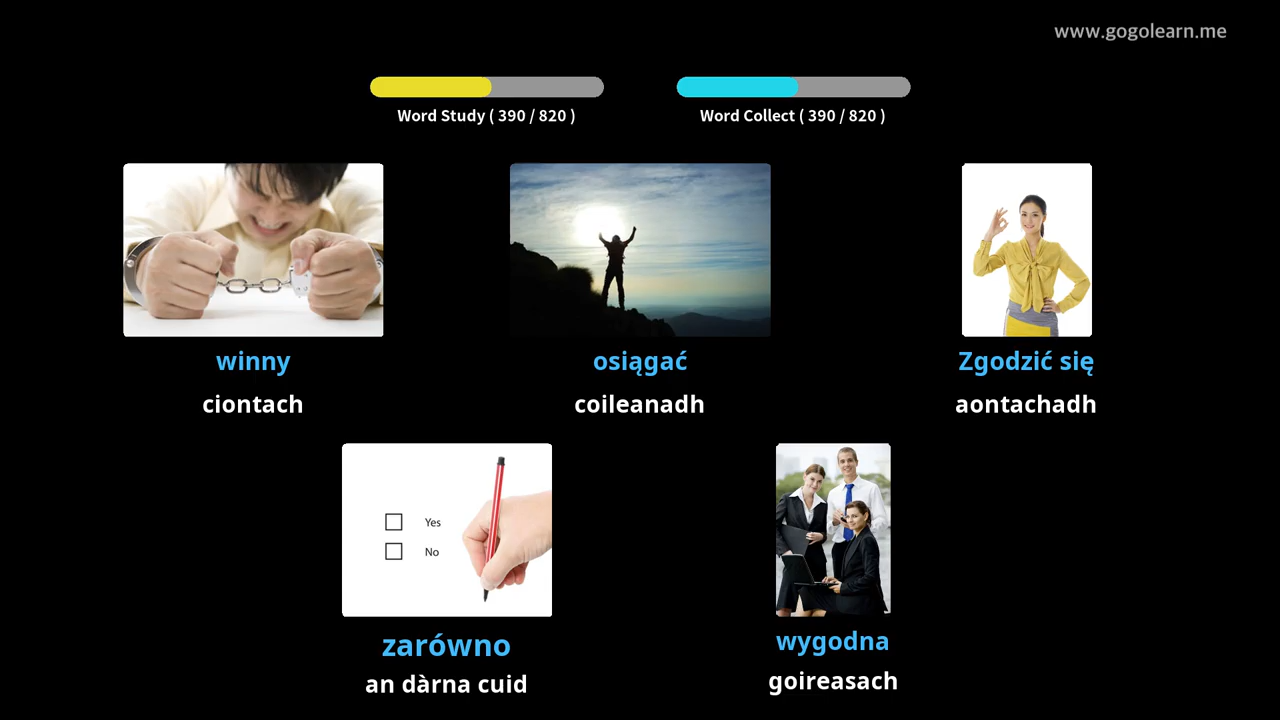 www.gogolearn.me
Word Study ( 390 / 820 )
Word Collect ( 390 / 820 )
winny
osiągać
Zgodzić się
ciontach
coileanadh
aontachadh
Yes
No
zarówno
wygodna
an dàrna cuid
goireasach